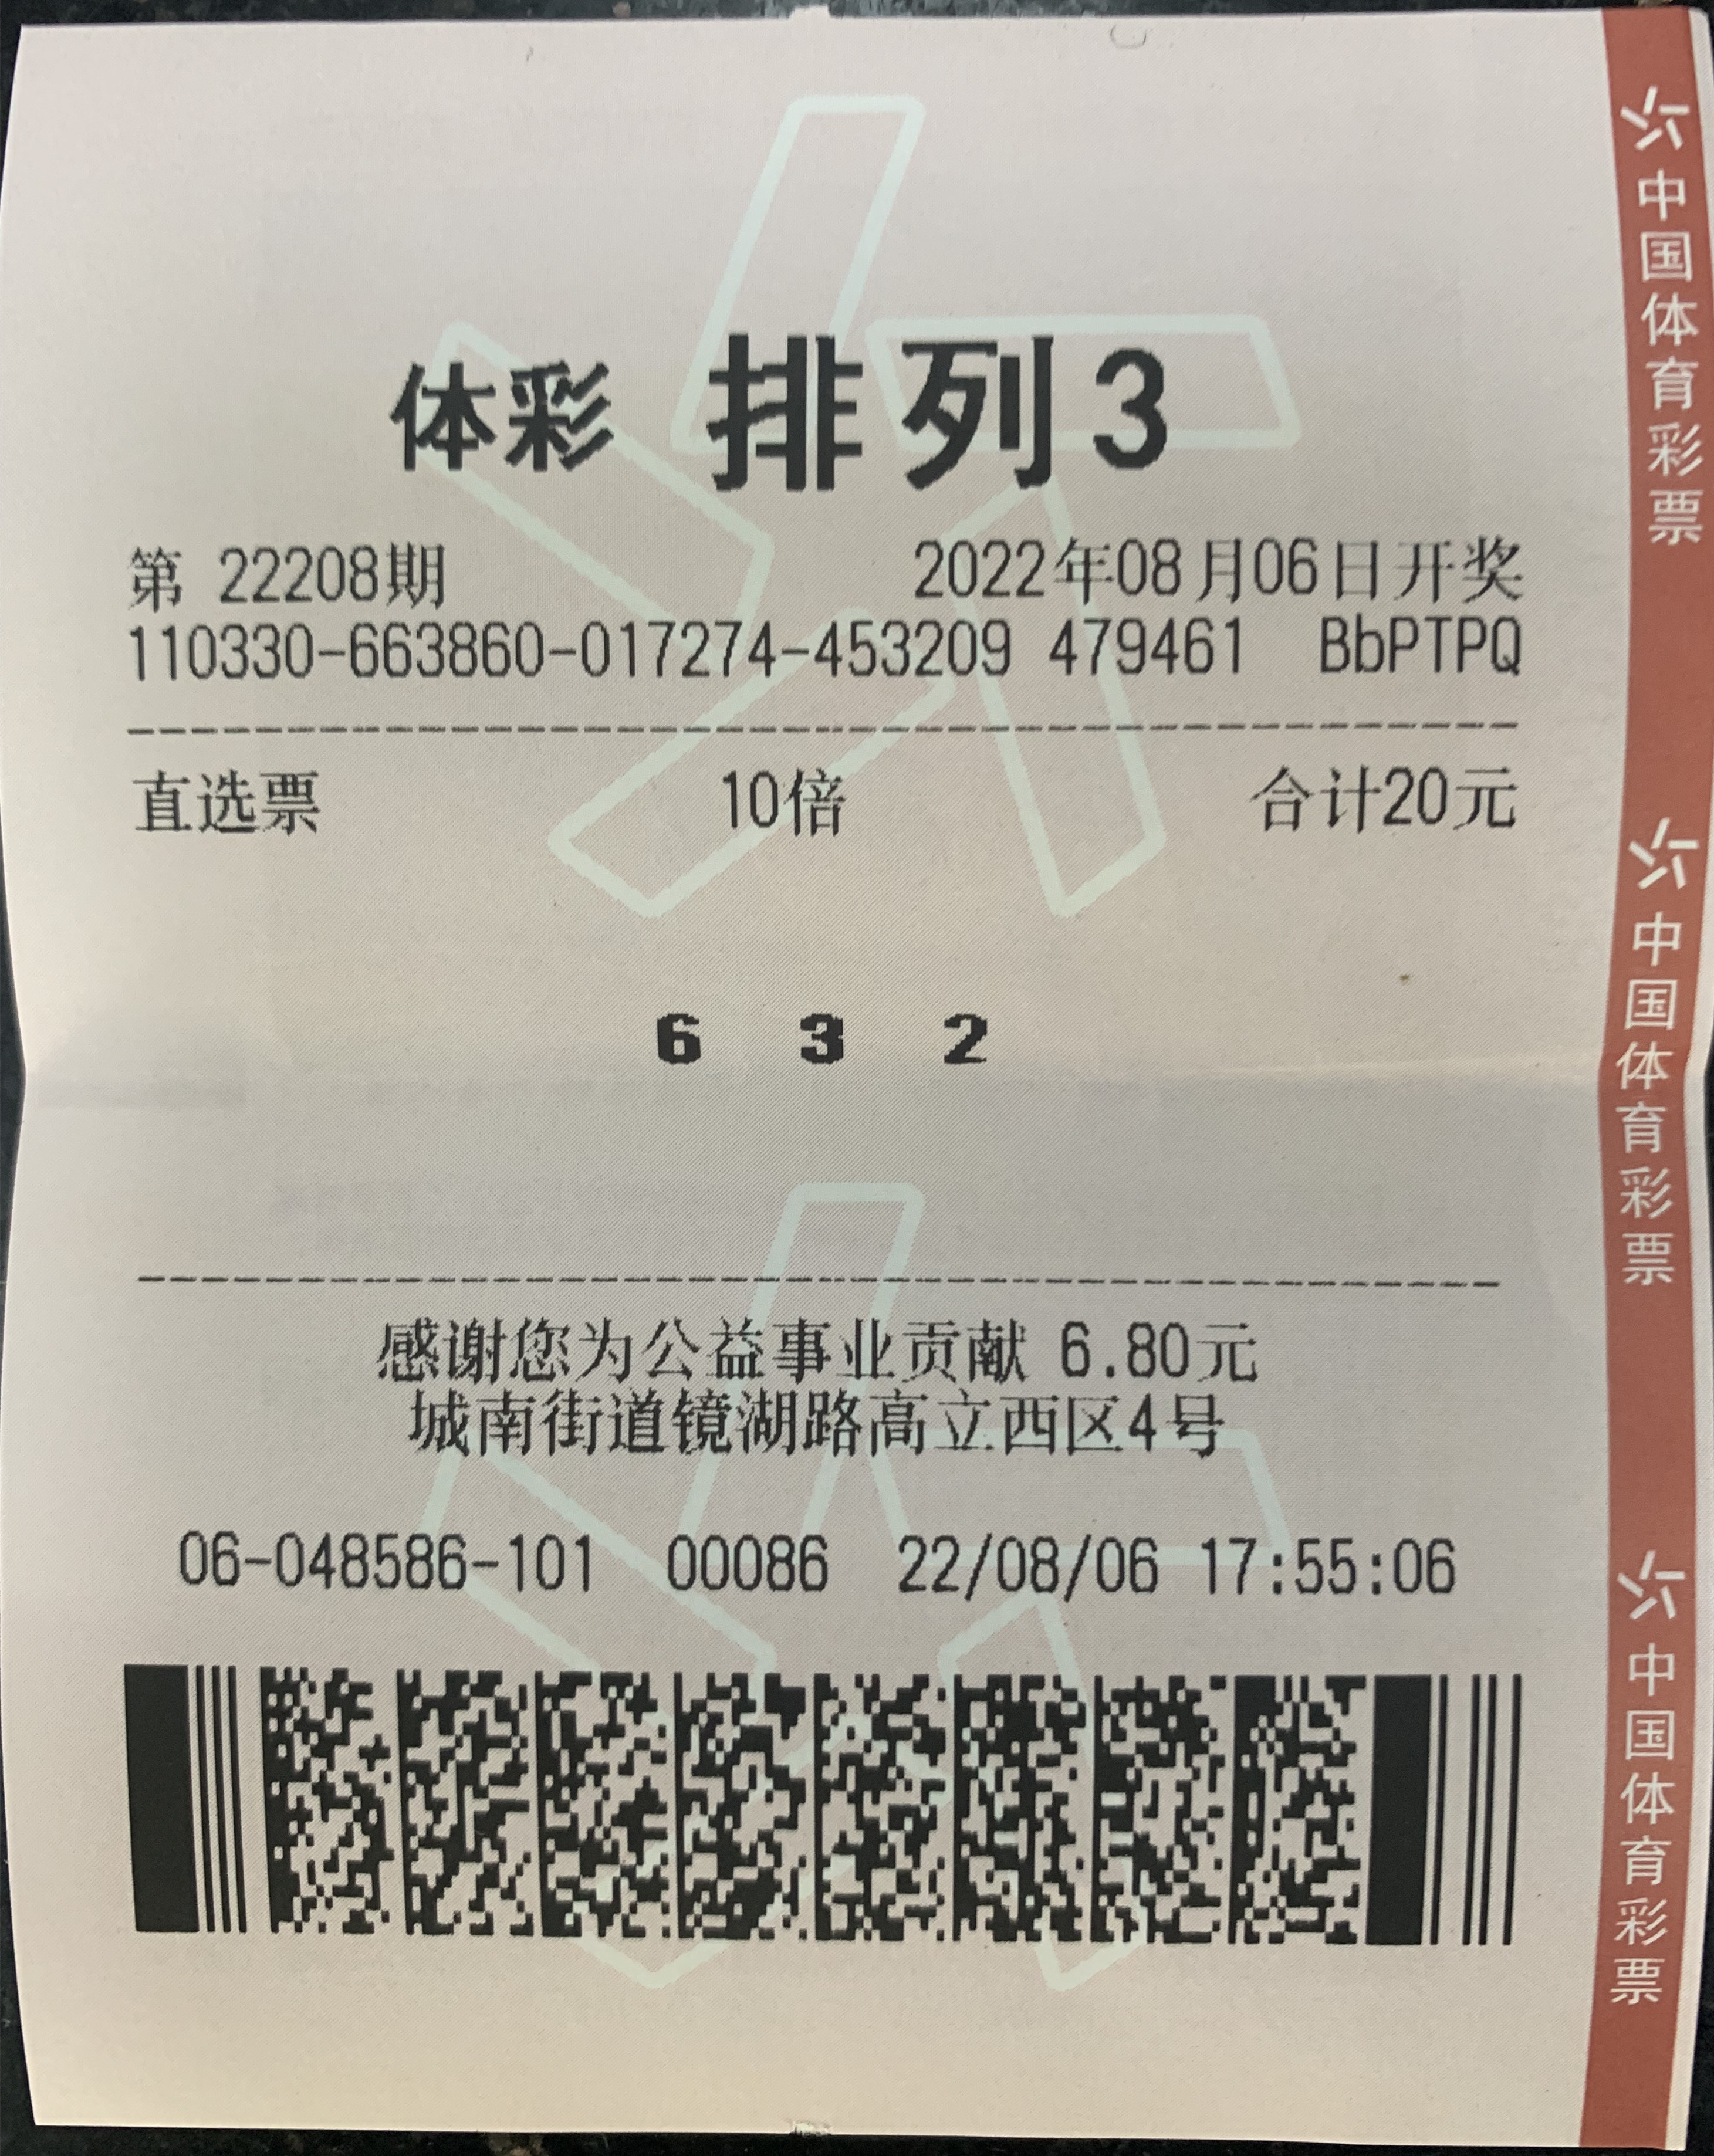 体彩 排列3
第 22208期 2022年08月06日开奖
110330-663860-017274-453209 479461 BbPTPQ
直选票 10倍 合计20元
6 3 2
感谢您为公益事业贡献 6.80元
城南街道镜湖路高立西区4号
06-048586-101 00086 22/08/06 17:55:06
中国体育彩票
中国体育彩票
中国体育彩票